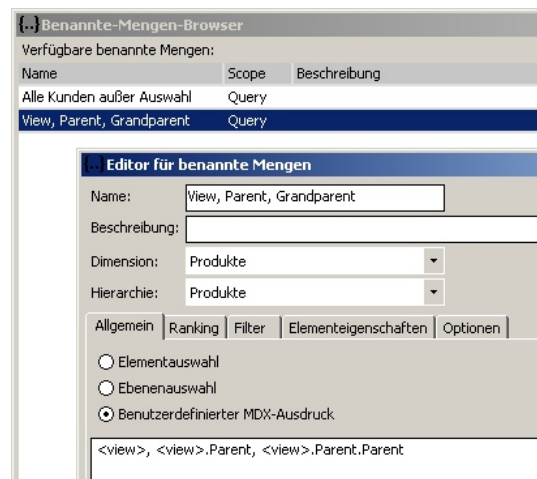 {..} Benannte-Mengen-Browser
Verfügbare benannte Mengen:
Name Scope Beschreibung
Alle Kunden außer Auswahl Query
View, Parent, Grandparent Query
{..} Editor für benannte Mengen
Name: View, Parent, Grandparent
Beschreibung:
Dimension: Produkte
Hierarchie: Produkte
Allgemein Ranking Filter Elementeigenschaften Optionen
Elementauswahl
Ebenenauswahl
Benutzerdefinierter MDX-Ausdruck
<view>, <view>.Parent, <view>.Parent.Parent